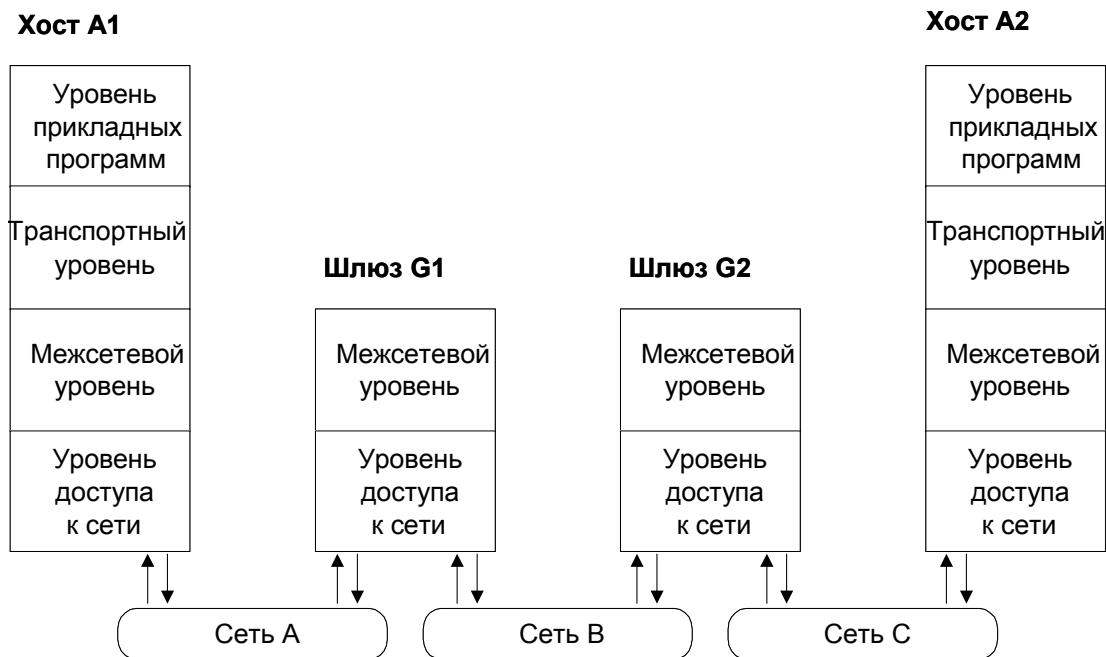 Хост A1
Хост A2
Уровень
прикладных
программ
Транспортный
уровень
Межсетевой
уровень
Уровень
доступа
к сети
Шлюз G1
Межсетевой
уровень
Уровень
доступа
к сети
Шлюз G2
Межсетевой
уровень
Уровень
доступа
к сети
Уровень
прикладных
программ
Транспортный
уровень
Межсетевой
уровень
Уровень
доступа
к сети
Сеть A
Сеть B
Сеть C